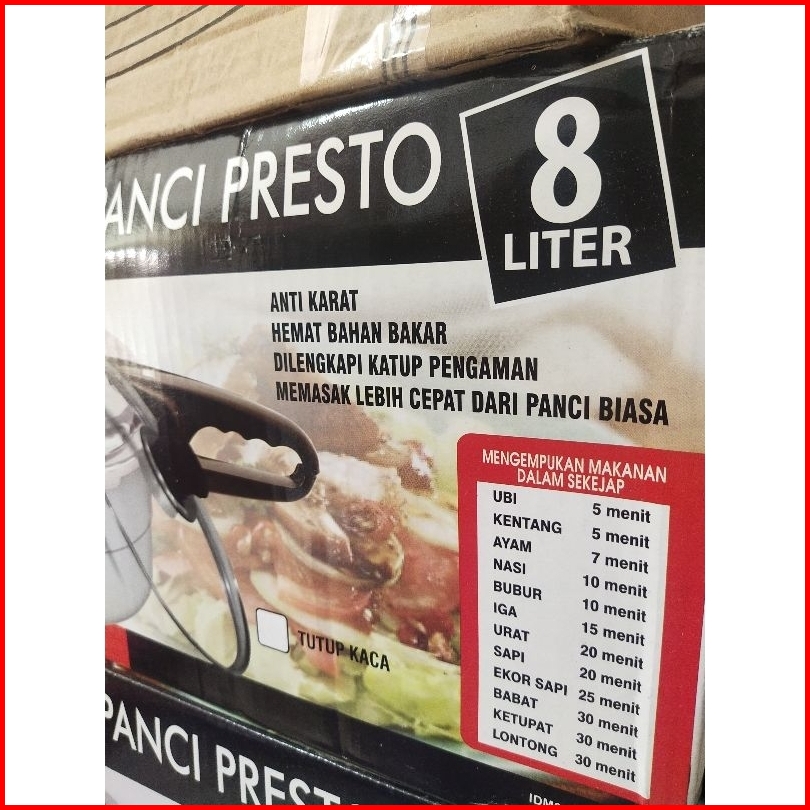 PANCI PRESTO
8
LITER
ANTI KARAT
HEMAT BAHAN BAKAR
DILENGKAPI KATUP PENGAMAN
MEMASAK LEBIH CEPAT DARI PANCI BIASA
MENGEMPUKAN MAKANAN
DALAM SEKEJAP
UBI 5 menit
KENTANG 5 menit
AYAM 7 menit
NASI 10 menit
BUBUR 10 menit
IGA 15 menit
URAT 20 menit
SAPI 20 menit
EKOR SAPI 25 menit
BABAT 30 menit
KETUPAT 30 menit
LONTONG 30 menit
TUTUP KACA
PANCI PREST